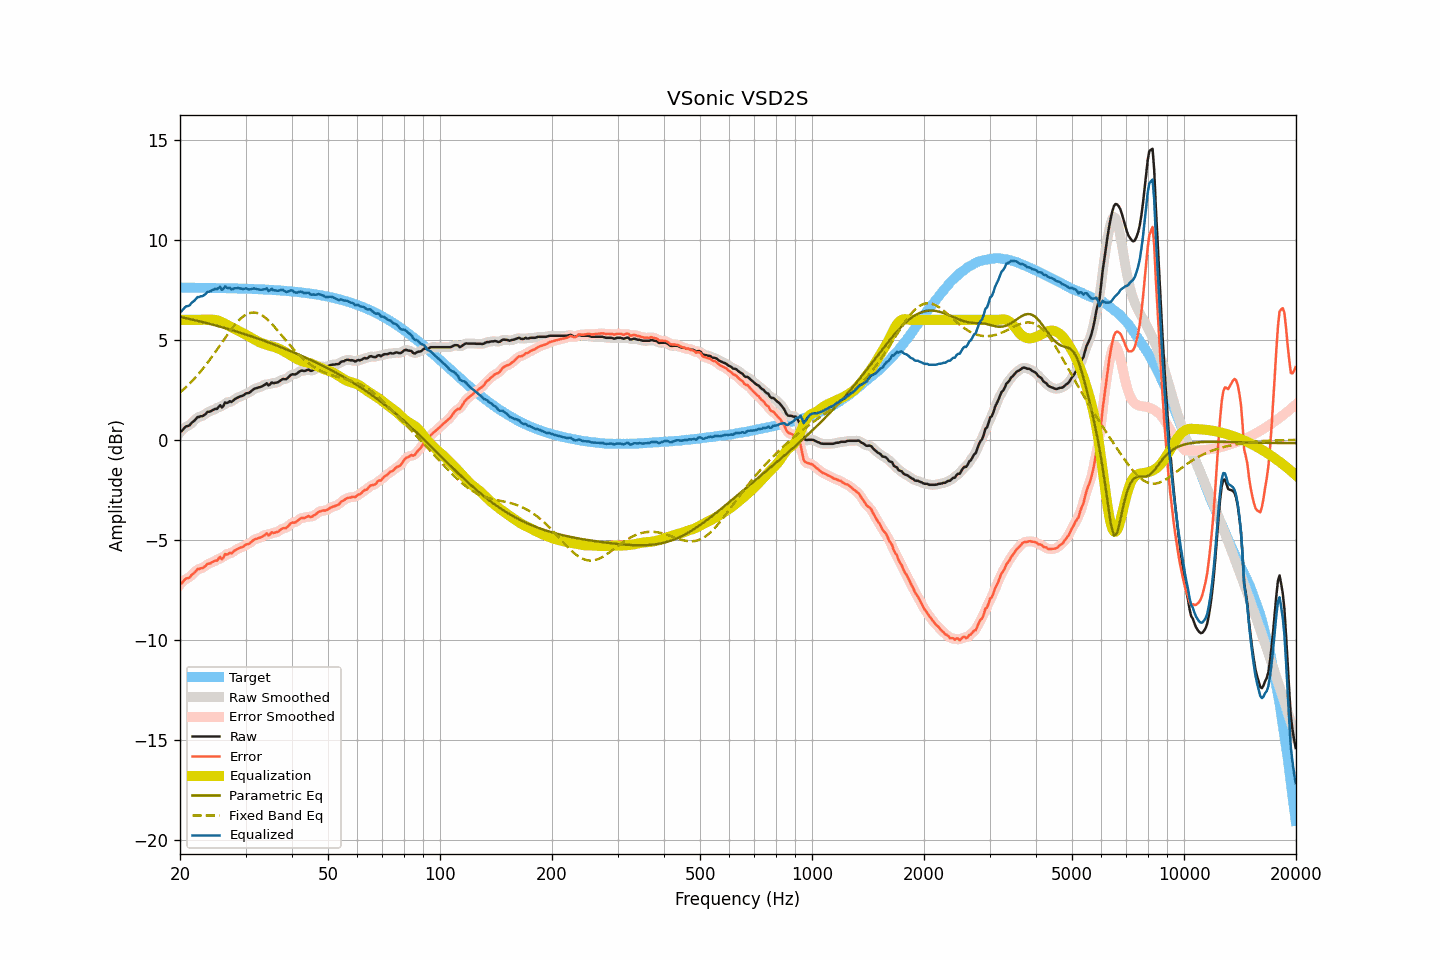 VSonic VSD2S
15
10
5
0
−5
−10
−15
−20
Amplitude (dBr)
Target
Raw Smoothed
Error Smoothed
Raw
Error
Equalization
Parametric Eq
Fixed Band Eq
Equalized
20 50 100 200 500 1000 2000 5000 10000 20000
Frequency (Hz)